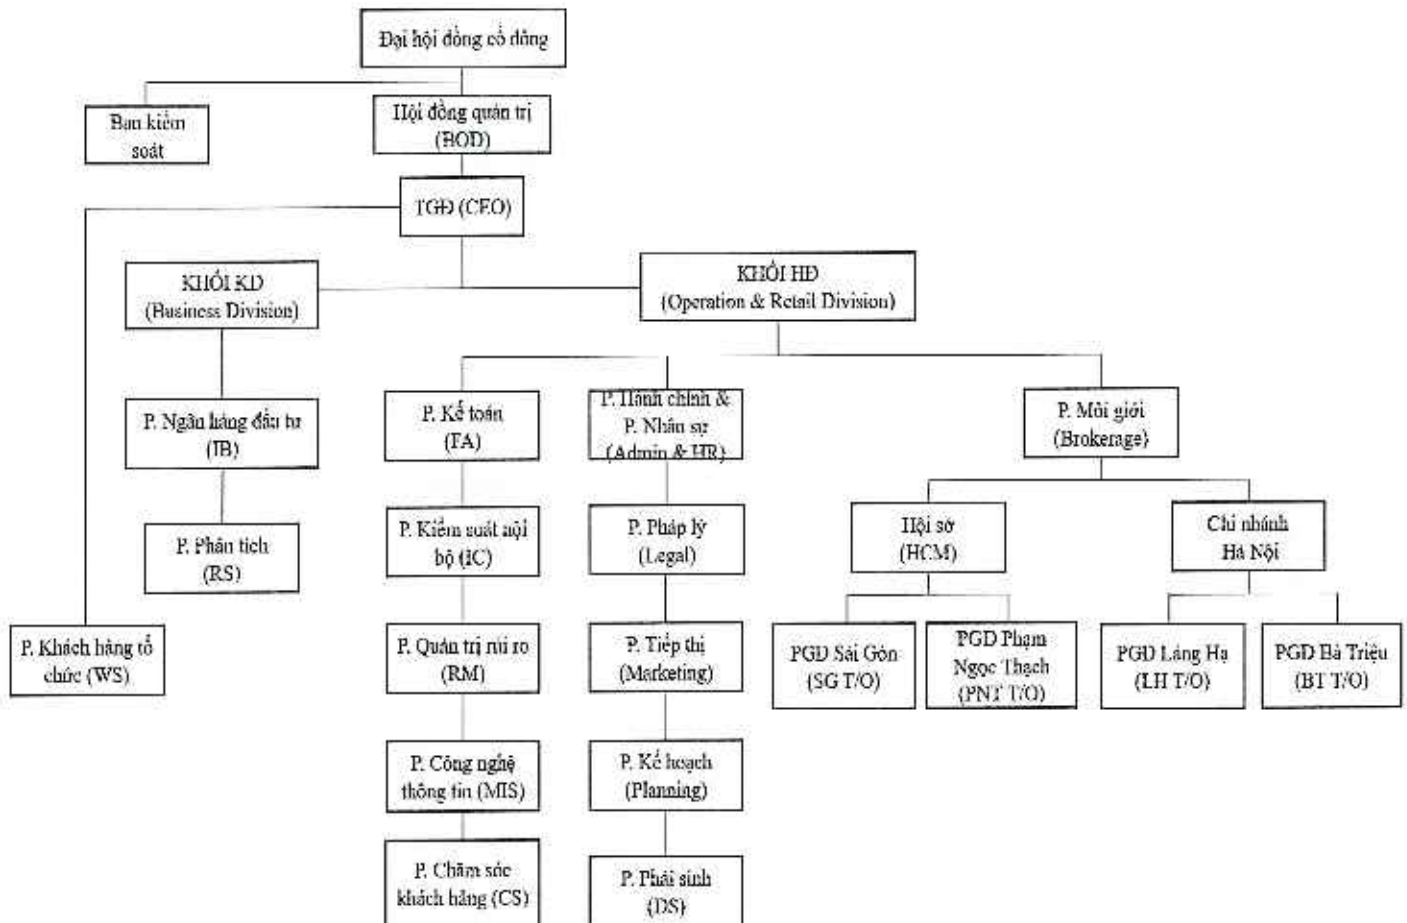 Đại hội đồng cổ đông
Ban kiểm
soát
Hội đồng quản trị
(BOD)
TGĐ (CEO)
KHỐI KD
(Business Division)
KHỐI HĐ
(Operation & Retail Division)
P. Ngân hàng đầu tư
(IB)
P. Kế toán
(FA)
P. Hành chính &
P. Nhân sự
(Admin & HR)
P. Môi giới
(Brokerage)
P. Phân tích
(RS)
P. Kiểm soát nội
bộ (IC)
P. Pháp lý
(Legal)
Hội sở
(HCM)
Chi nhánh
Hà Nội
P. Khách hàng tổ
chức (WS)
P. Quản trị rủi ro
(RM)
P. Tiếp thị
(Marketing)
PGD Sài Gòn
(SG T/O)
PGD Phạm
Ngọc Thạch
(PNT T/O)
PGD Láng Hạ
(LH T/O)
PGD Bà Triệu
(BT T/O)
P. Công nghệ
thông tin (MIS)
P. Kế hoạch
(Planning)
P. Chăm sóc
khách hàng (CS)
P. Phái sinh
(DS)